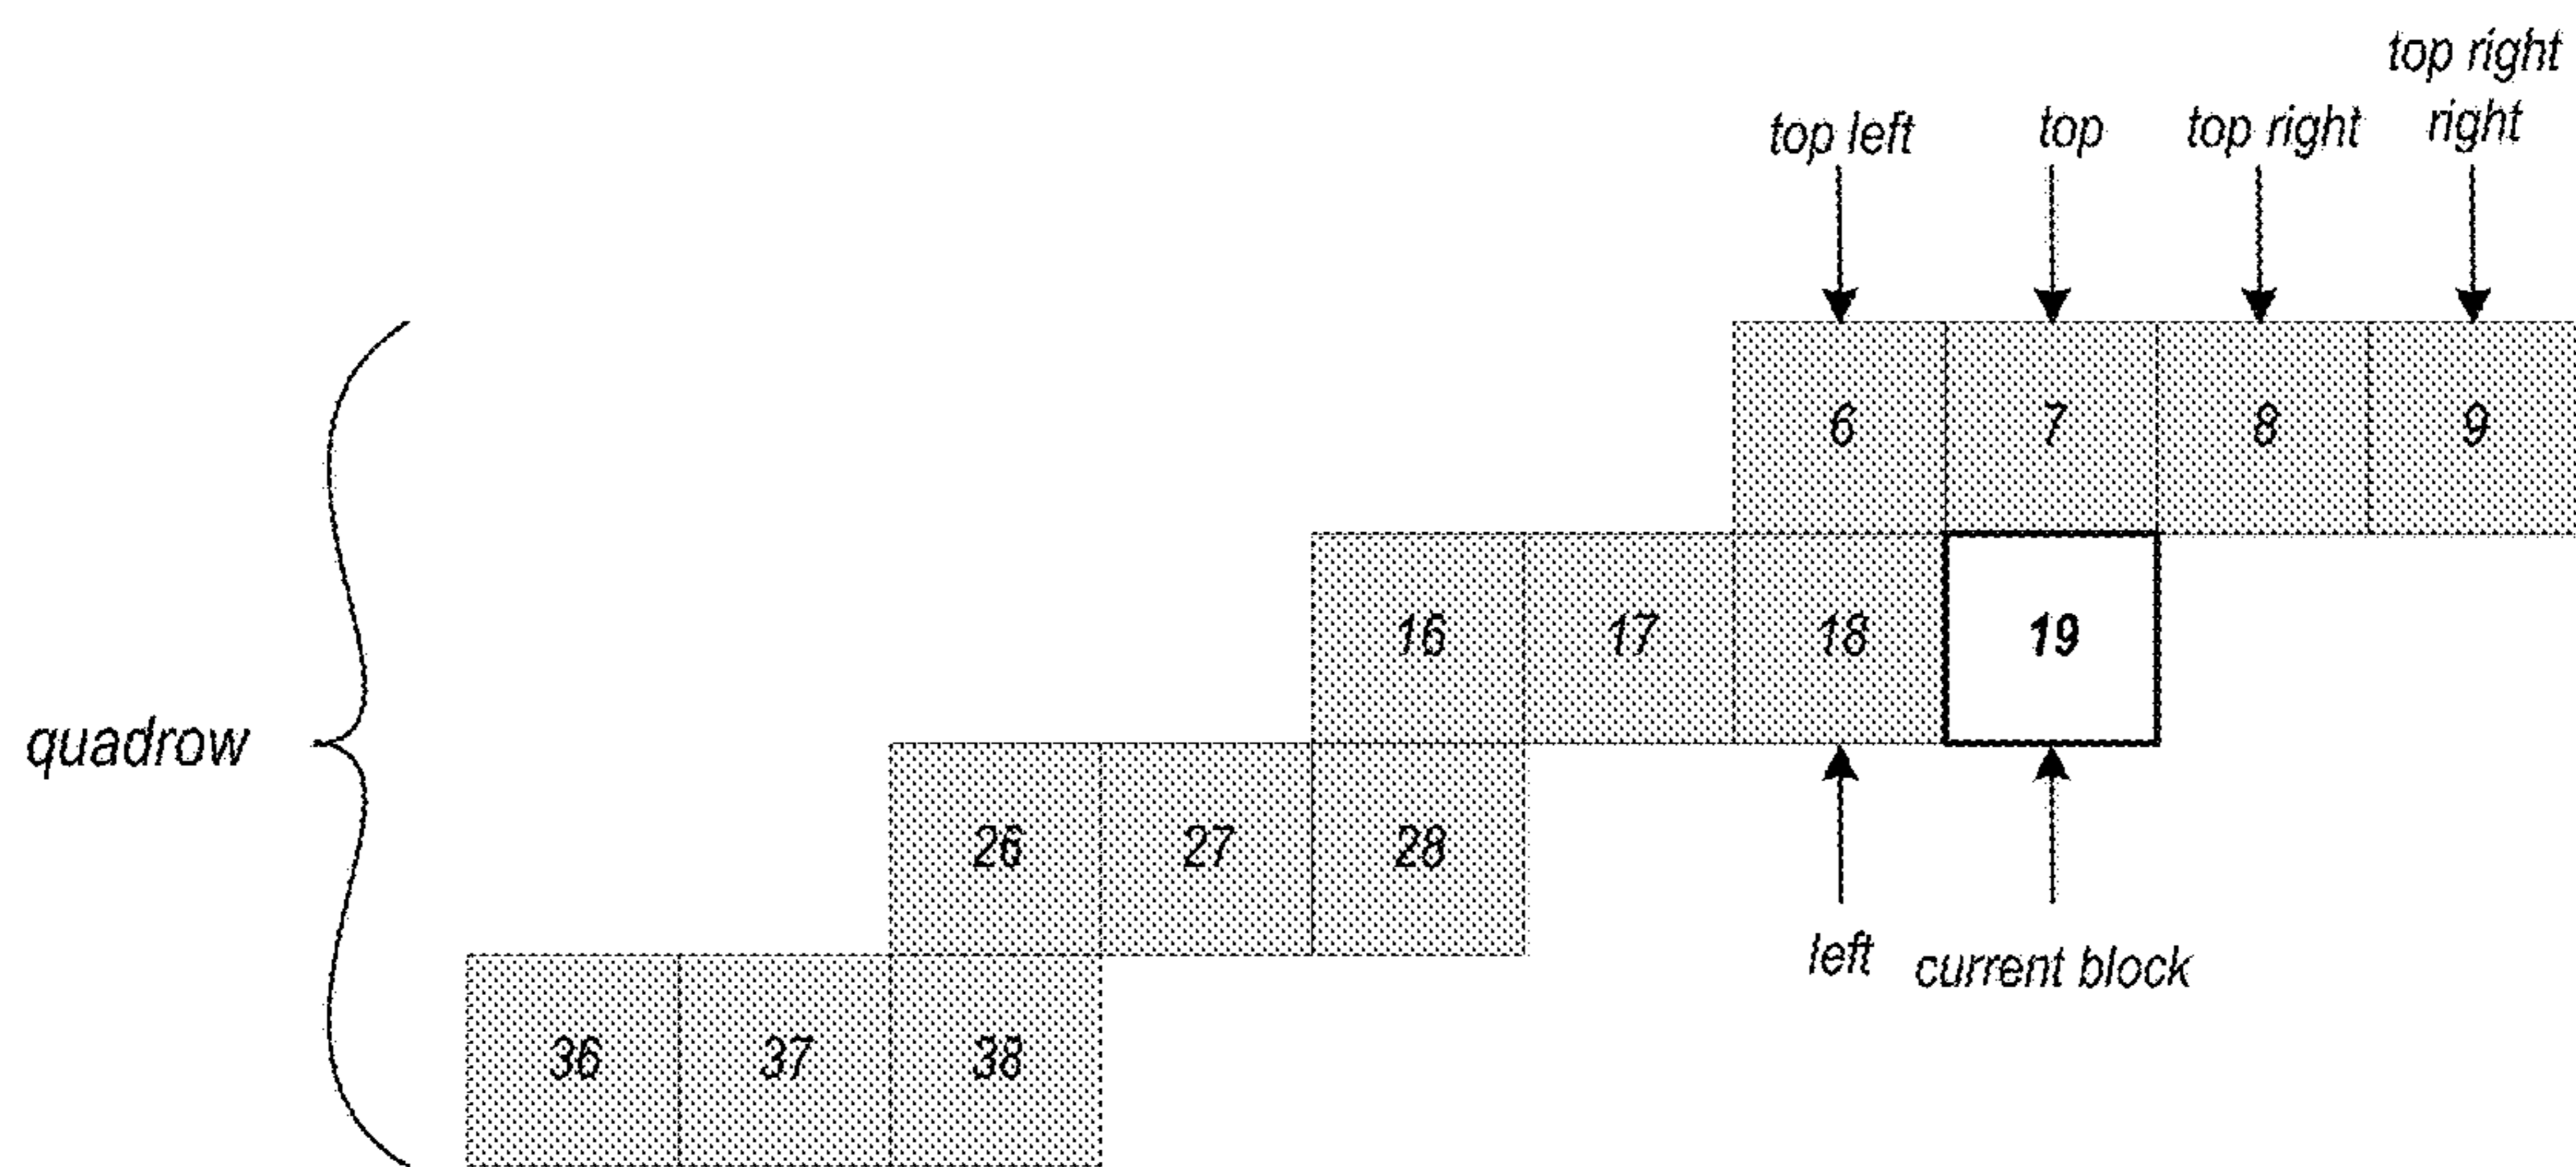 top right
right
top left
top
top right
6
7
8
9
16
17
18
19
quadrow
26
27
28
left
current block
36
37
38